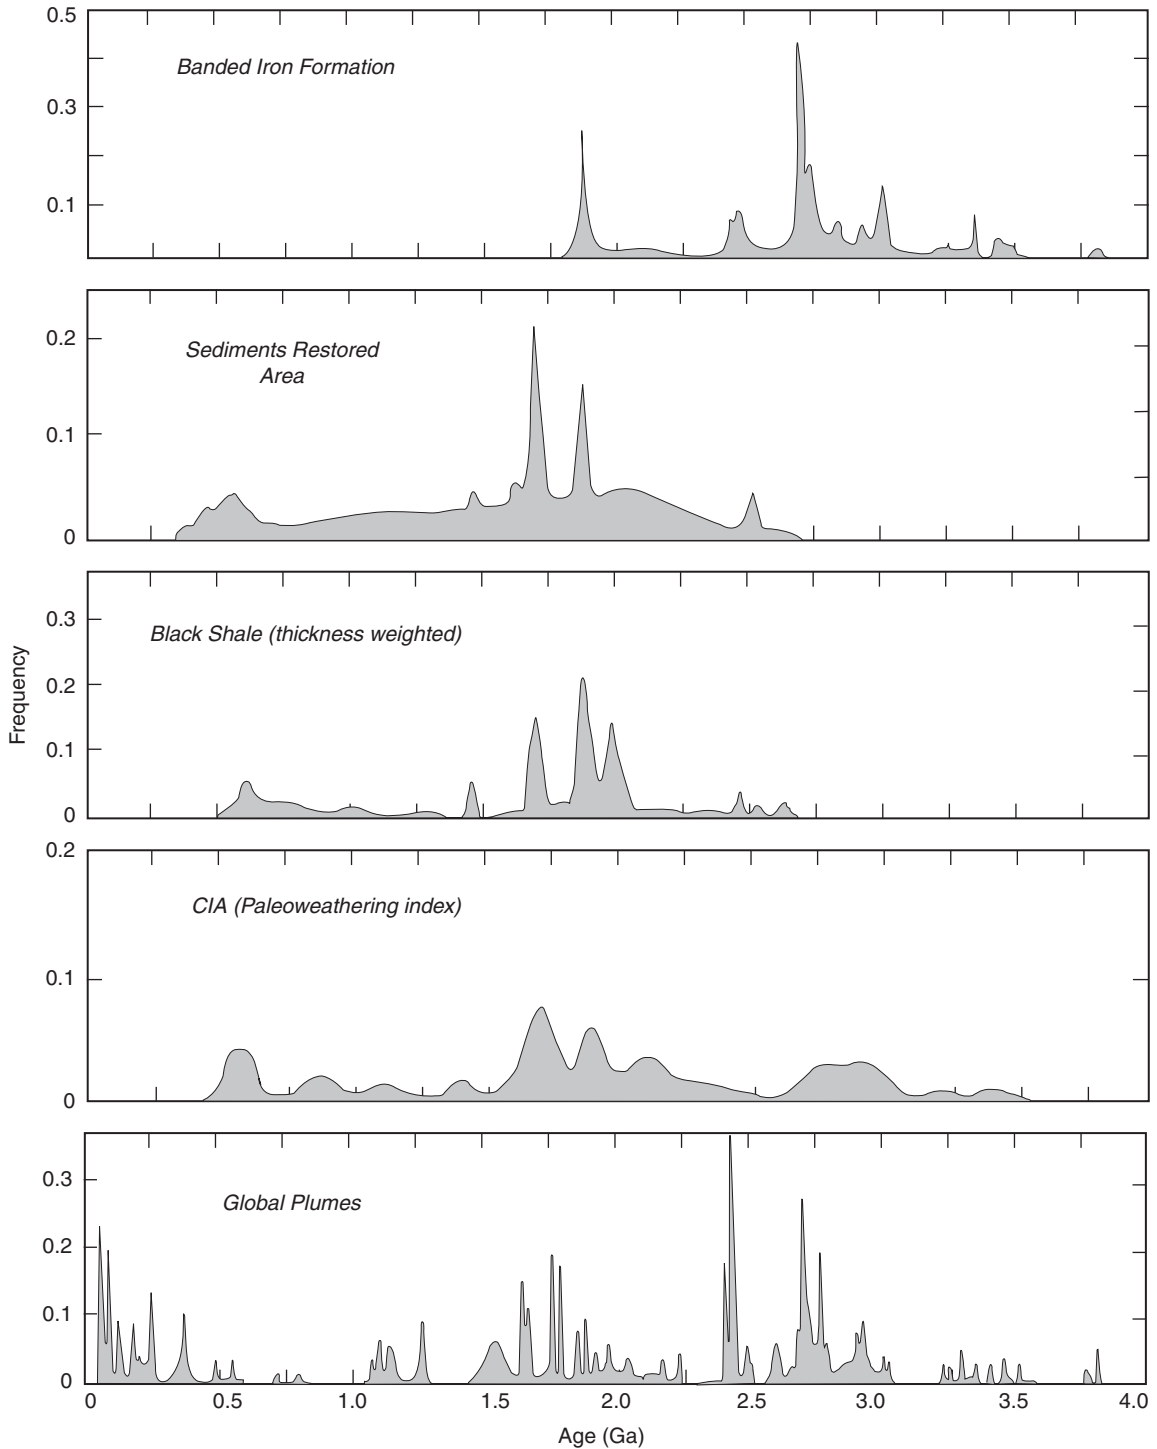 0.5
Banded Iron Formation
0.3
0.1
0.2
Sediments Restored
Area
0.1
0
0.3
Black Shale (thickness weighted)
0.2
Frequency
0.1
0
0.2
CIA (Paleoweathering index)
0.1
0
0.3
Global Plumes
0.2
0.1
0
0 0.5 1.0 1.5 2.0 2.5 3.0 3.5 4.0
Age (Ga)